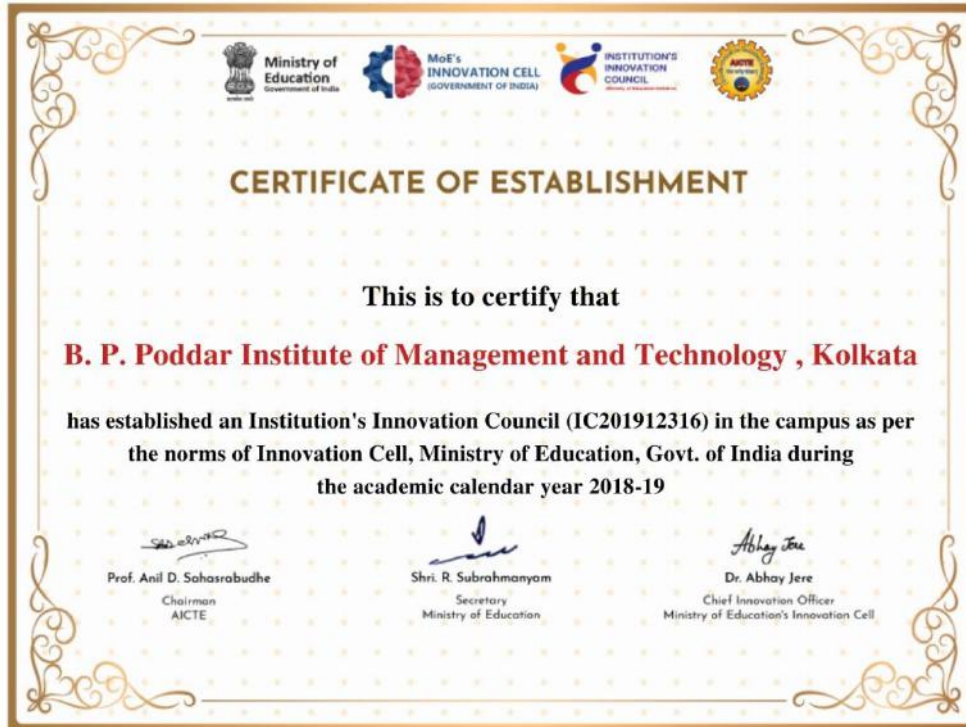 Ministry of
Education
Government of India
MoE's
INNOVATION CELL
(GOVERNMENT OF INDIA)
INSTITUTION'S
INNOVATION
COUNCIL
AICTE
CERTIFICATE OF ESTABLISHMENT
This is to certify that
B. P. Poddar Institute of Management and Technology , Kolkata
has established an Institution's Innovation Council (IC201912316) in the campus as per
the norms of Innovation Cell, Ministry of Education, Govt. of India during
the academic calendar year 2018-19
Abhay Jere
Prof. Anil D. Sahasrabudhe
Chairman
AICTE
Shri. R. Subrahmanyam
Secretary
Ministry of Education
Dr. Abhay Jere
Chief Innovation Officer
Ministry of Education's Innovation Cell